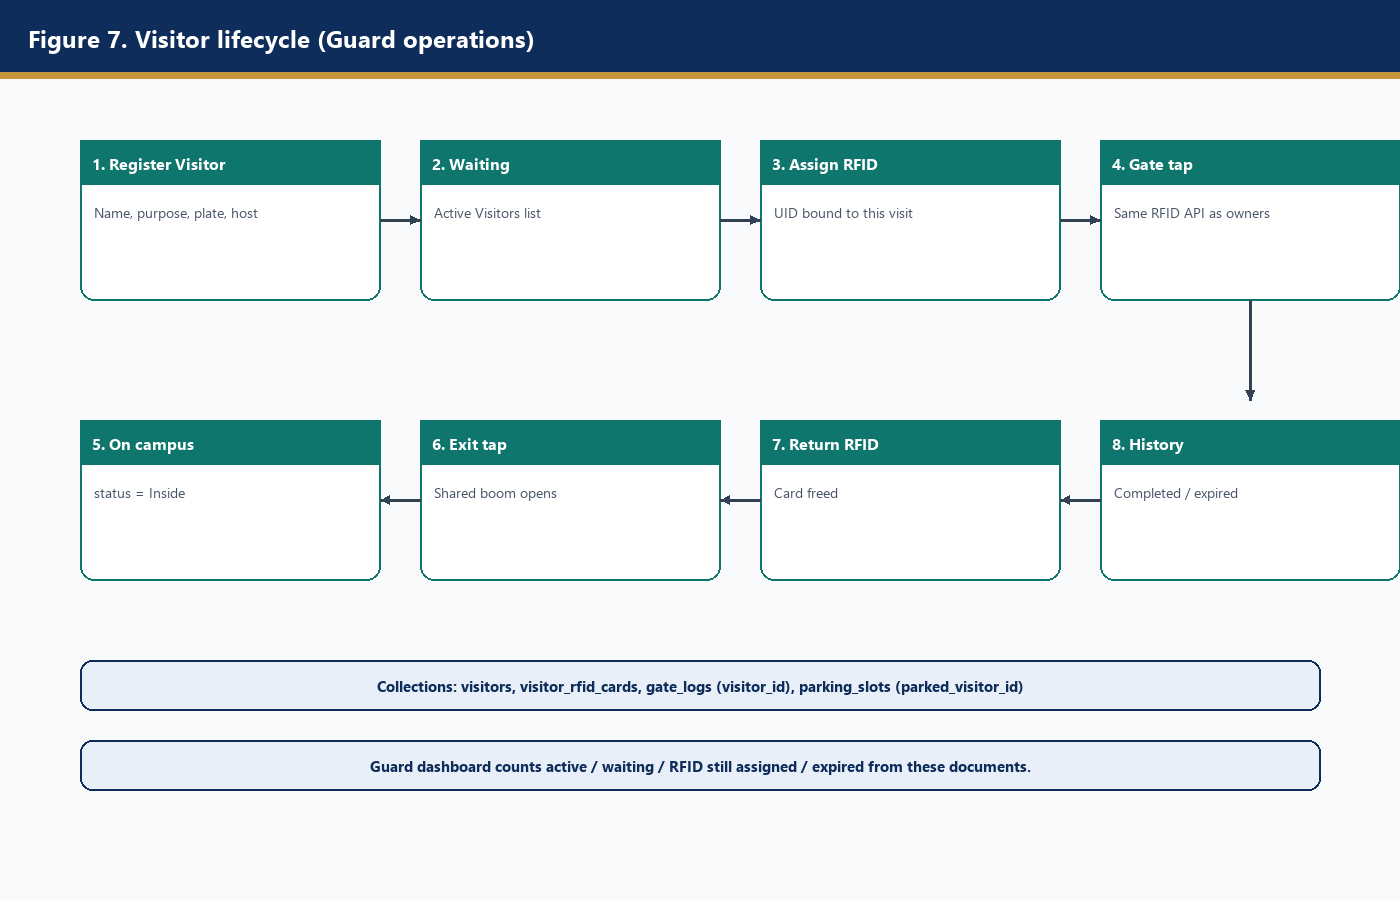 Figure 7. Visitor lifecycle (Guard operations)
1. Register Visitor
Name, purpose, plate, host
2. Waiting
Active Visitors list
3. Assign RFID
UID bound to this visit
4. Gate tap
Same RFID API as owners
5. On campus
status = Inside
6. Exit tap
Shared boom opens
7. Return RFID
Card freed
8. History
Completed / expired
Collections: visitors, visitor_rfid_cards, gate_logs (visitor_id), parking_slots (parked_visitor_id)
Guard dashboard counts active / waiting / RFID still assigned / expired from these documents.